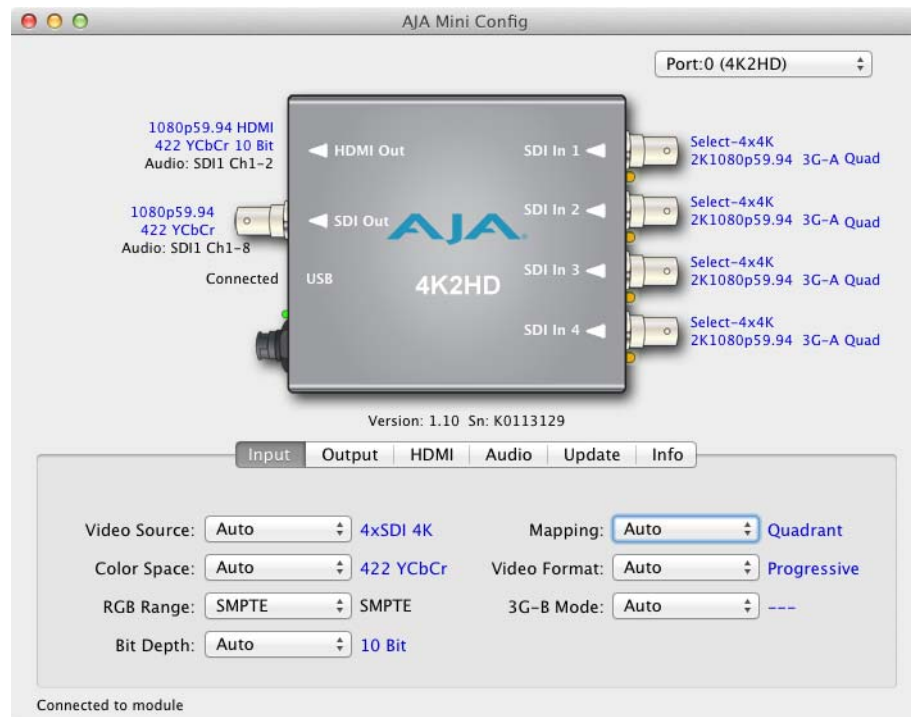 AJA Mini Config
Port:0 (4K2HD)
1080p59.94 HDMI
422 YCbCr 10 Bit
Audio: SDI1 Ch1-2
1080p59.94
422 YCbCr
Audio: SDI1 Ch1-8
Connected
HDMI Out
SDI Out
USB
AJA
4K2HD
SDI In 1
SDI In 2
SDI In 3
SDI In 4
Select-4x4K
2K1080p59.94 3G-A Quad
Select-4x4K
2K1080p59.94 3G-A Quad
Select-4x4K
2K1080p59.94 3G-A Quad
Select-4x4K
2K1080p59.94 3G-A Quad
Version: 1.10 Sn: K0113129
Input Output HDMI Audio Update Info
Video Source: Auto 4xSDI 4K
Color Space: Auto 422 YCbCr
RGB Range: SMPTE SMPTE
Bit Depth: Auto 10 Bit
Mapping: Auto Quadrant
Video Format: Auto Progressive
3G-B Mode: Auto ---
Connected to module